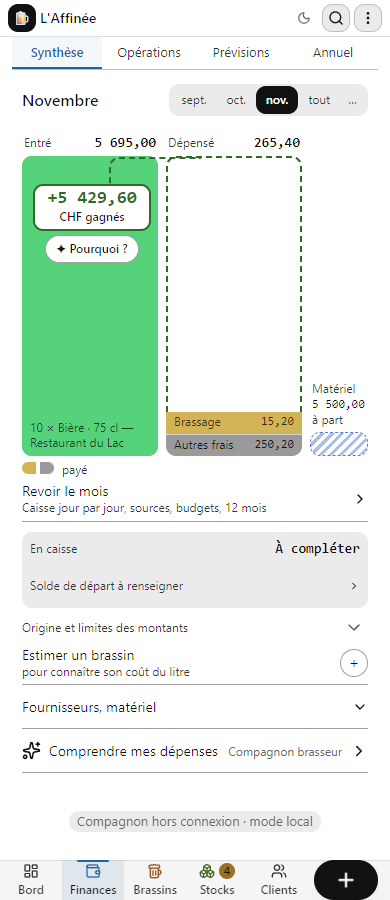 L'Affinée
Synthèse Opérations Prévisions Annuel
Novembre sept. oct. nov. tout ...
Entré 5 695,00 Dépensé 265,40
+5 429,60
CHF gagnés
✦ Pourquoi ?
Matériel
5 500,00
à part
10 × Bière · 75 cl —
Restaurant du Lac
Brassage 15,20
Autres frais 250,20
payé
Revoir le mois
Caisse jour par jour, sources, budgets, 12 mois
En caisse À compléter
Solde de départ à renseigner
Origine et limites des montants
Estimer un brassin
pour connaître son coût du litre
Fournisseurs, matériel
Comprendre mes dépenses Compagnon brasseur
Compagnon hors connexion · mode local
4
Bord Finances Brassins Stocks Clients